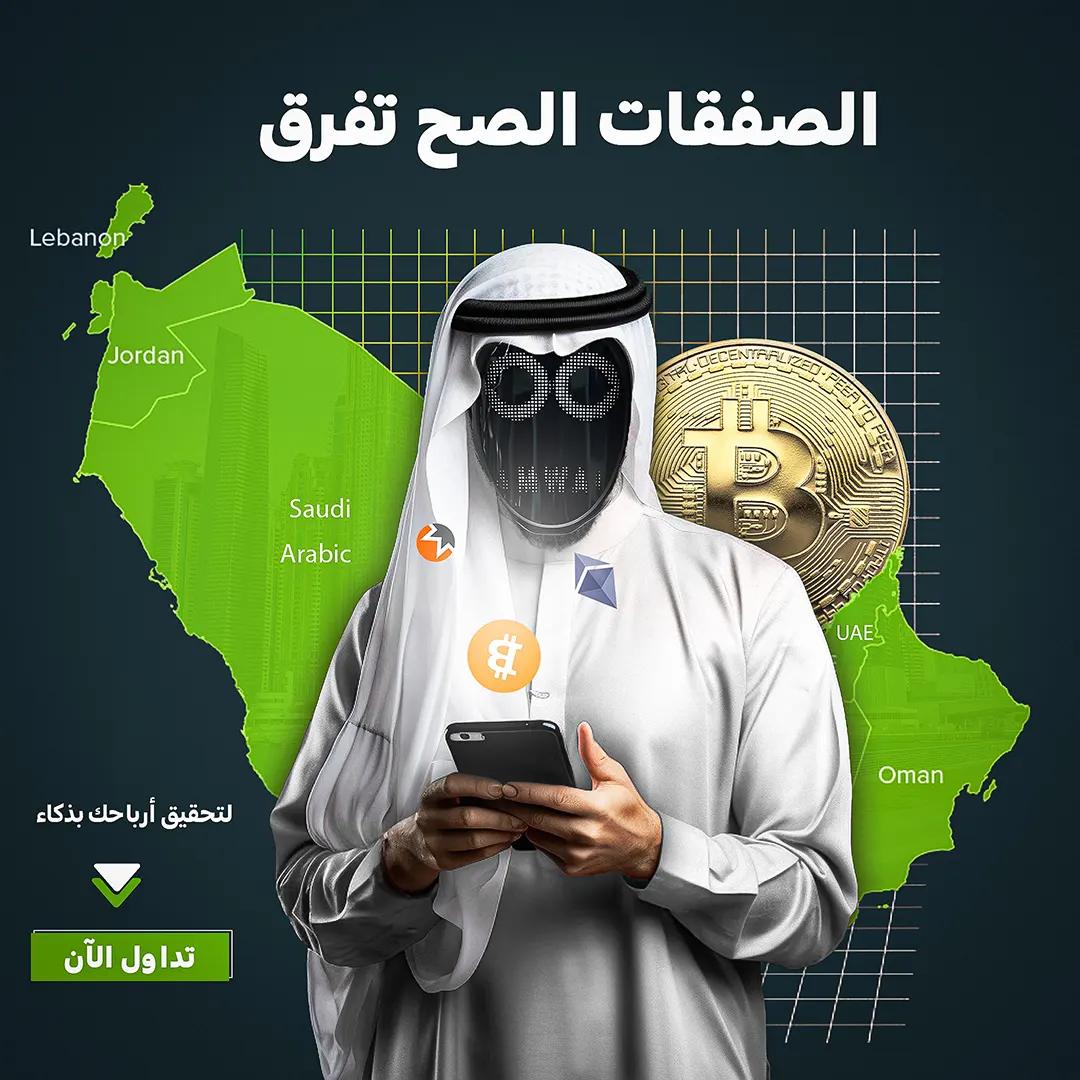 الصفقات الصح تفرق
Lebanon
Jordan
Saudi
Arabic
UAE
Oman
لتحقيق أرباحك بذكاء
تداول الآن